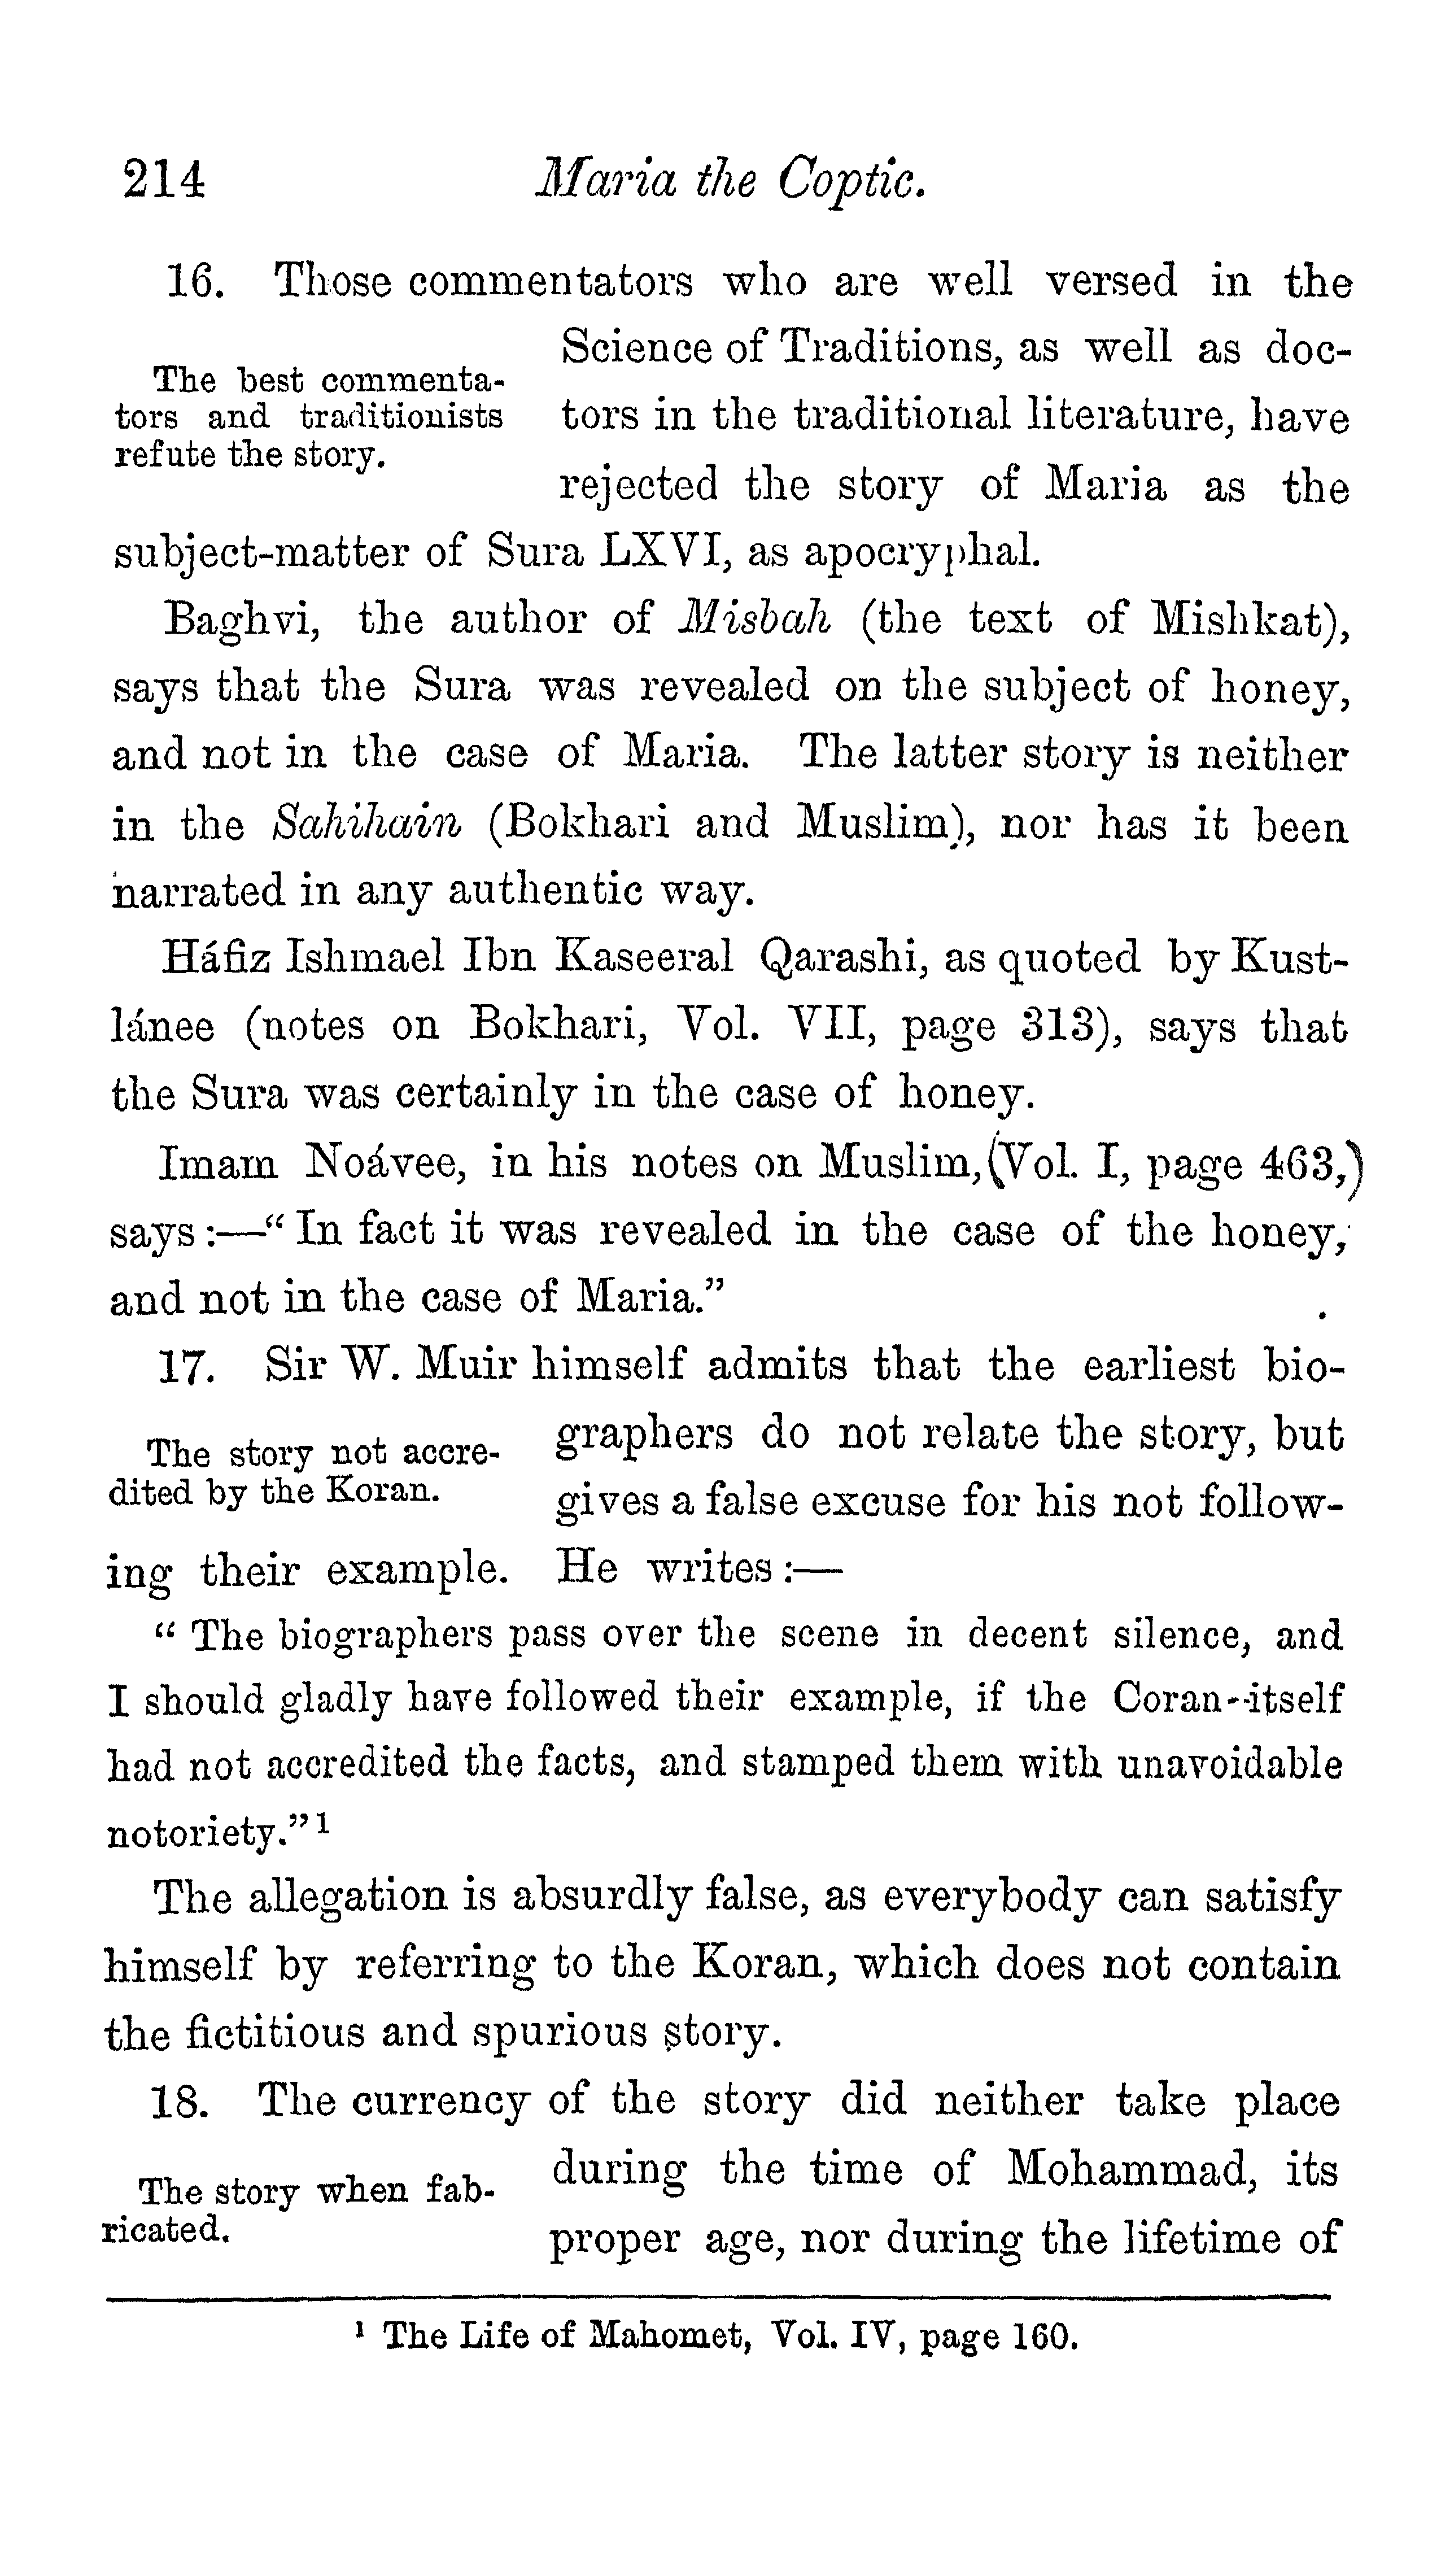 214 Maria the Coptic.
16. Those commentators who are well versed in the
Science of Traditions, as well as doc-
The best commenta-
tors and traditionists
refute the story.
tors in the traditional literature, have
rejected the story of Maria as the
subject-matter of Sura LXVI, as apocryphal.
Baghvi, the author of Misbah (the text of Mishkat),
says that the Sura was revealed on the subject of honey,
and not in the case of Maria. The latter story is neither
in the Sahihain (Bokhari and Muslim), nor has it been
narrated in any authentic way.
Háfiz Ishmael Ibn Kaseeral Qarashi, as quoted by Kust-
lánee (notes on Bokhari, Vol. VII, page 313), says that
the Sura was certainly in the case of honey.
Imam Noávee, in his notes on Muslim, (Vol. I, page 463,)
says :—“ In fact it was revealed in the case of the honey,
and not in the case of Maria.”
17. Sir W. Muir himself admits that the earliest bio-
The story not accre-
dited by the Koran.
graphers do not relate the story, but
gives a false excuse for his not follow-
ing their example. He writes :—
“ The biographers pass over the scene in decent silence, and
I should gladly have followed their example, if the Coran--itself
had not accredited the facts, and stamped them with unavoidable
notoriety.” ¹
The allegation is absurdly false, as everybody can satisfy
himself by referring to the Koran, which does not contain
the fictitious and spurious story.
18. The currency of the story did neither take place
The story when fab-
ricated.
during the time of Mohammad, its
proper age, nor during the lifetime of
¹ The Life of Mahomet, Vol. IV, page 160.